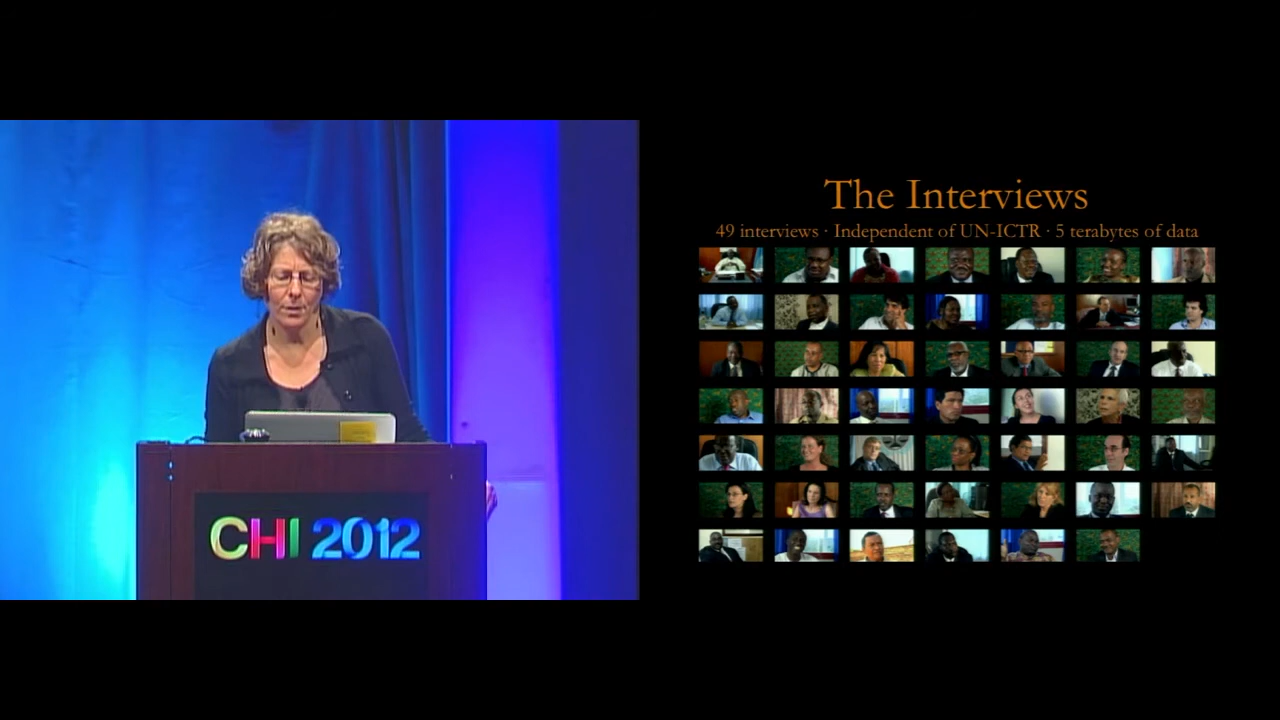 CHI 2012
The Interviews
49 interviews · Independent of UN-ICTR · 5 terabytes of data